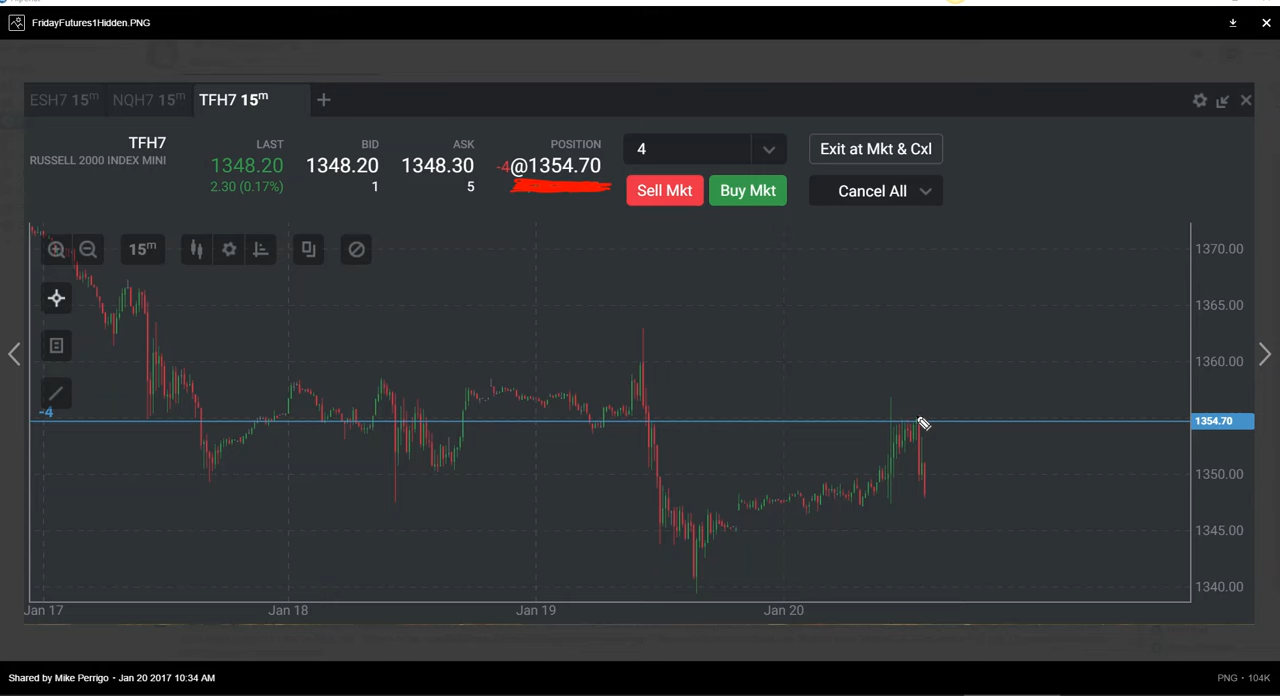 FridayFutures1Hidden.PNG
ESH7 15m NQH7 15m TFH7 15m
TFH7
RUSSELL 2000 INDEX MINI
LAST
1348.20
2.30 (0.17%)
BID
1348.20
1
ASK
1348.30
5
POSITION
-4@1354.70
4
Exit at Mkt & Cxl
Sell Mkt
Buy Mkt
Cancel All
15m
-4
1370.00
1365.00
1360.00
1354.70
1350.00
1345.00
1340.00
Jan 17 Jan 18 Jan 19 Jan 20
Shared by Mike Perrigo - Jan 20 2017 10:34 AM
PNG - 104K